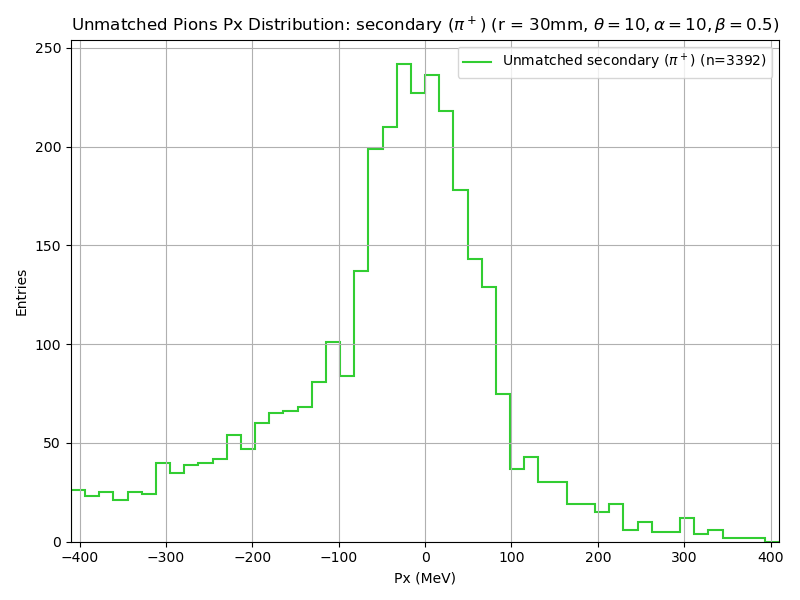 Unmatched Pions Px Distribution: secondary (π⁺) (r = 30mm, θ = 10, α = 10, β = 0.5)
Unmatched secondary (π⁺) (n=3392)
250
200
150
100
50
0
Entries
−400 −300 −200 −100 0 100 200 300 400
Px (MeV)